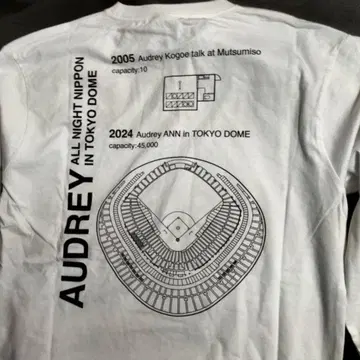 2005 Audrey Kogoe talk at Mutsumiso
capacity:10
2024 Audrey ANN in TOKYO DOME
capacity:45,000
AUDREY
ALL NIGHT NIPPON
IN TOKYO DOME